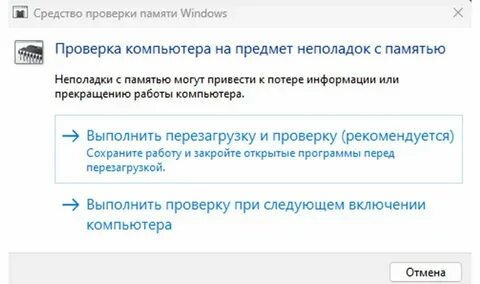 Средство проверки памяти Windows
Проверка компьютера на предмет неполадок с памятью
Неполадки с памятью могут привести к потере информации или
прекращению работы компьютера.
Выполнить перезагрузку и проверку (рекомендуется)
Сохраните работу и закройте открытые программы перед
перезагрузкой.
Выполнить проверку при следующем включении
компьютера
Отмена